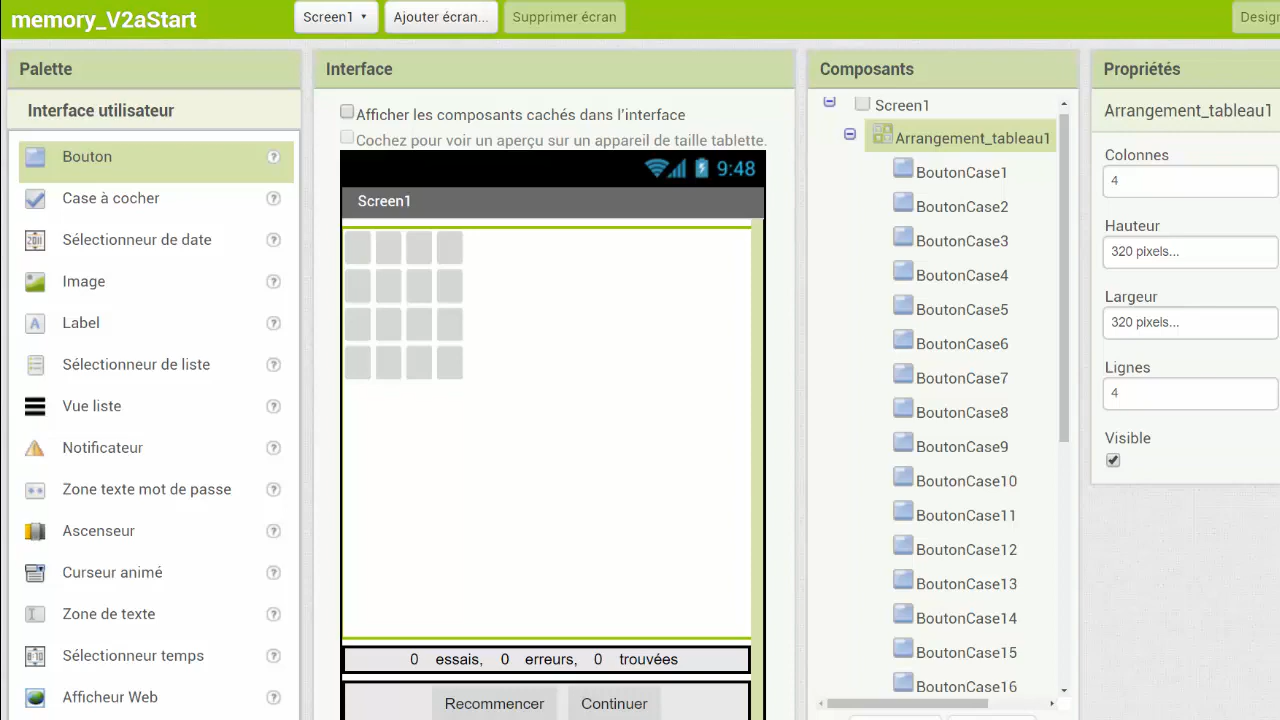 memory_V2aStart
Screen1
Ajouter écran...
Supprimer écran
Palette
Interface utilisateur
Bouton
Case à cocher
Sélectionneur de date
Image
Label
Sélectionneur de liste
Vue liste
Notificateur
Zone texte mot de passe
Ascenseur
Curseur animé
Zone de texte
Sélectionneur temps
Afficheur Web
Interface
Afficher les composants cachés dans l'interface
Cochez pour voir un aperçu sur un appareil de taille tablette.
9:48
Screen1
0 essais, 0 erreurs, 0 trouvées
Recommencer
Continuer
Composants
Screen1
Arrangement_tableau1
BoutonCase1
BoutonCase2
BoutonCase3
BoutonCase4
BoutonCase5
BoutonCase6
BoutonCase7
BoutonCase8
BoutonCase9
BoutonCase10
BoutonCase11
BoutonCase12
BoutonCase13
BoutonCase14
BoutonCase15
BoutonCase16
Propriétés
Arrangement_tableau1
Colonnes
4
Hauteur
320 pixels...
Largeur
320 pixels...
Lignes
4
Visible